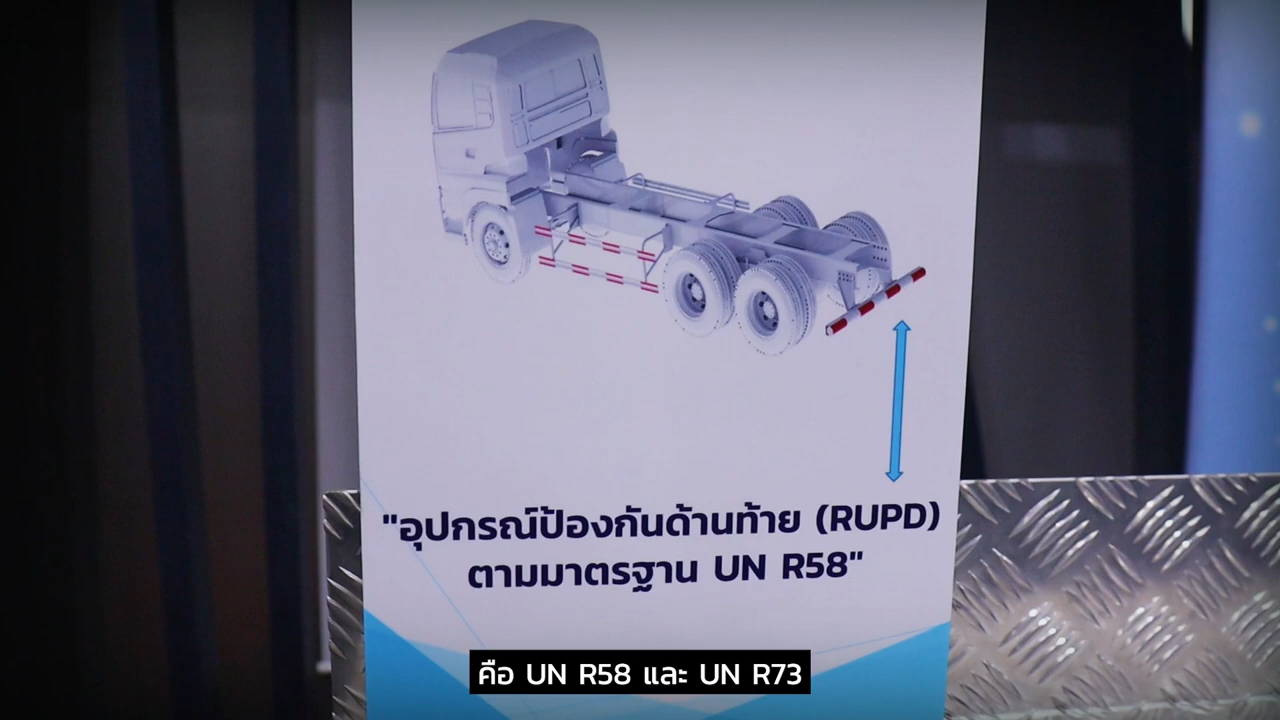 "อุปกรณ์ป้องกันด้านท้าย (RUPD)
ตามมาตรฐาน UN R58"
คือ UN R58 และ UN R73